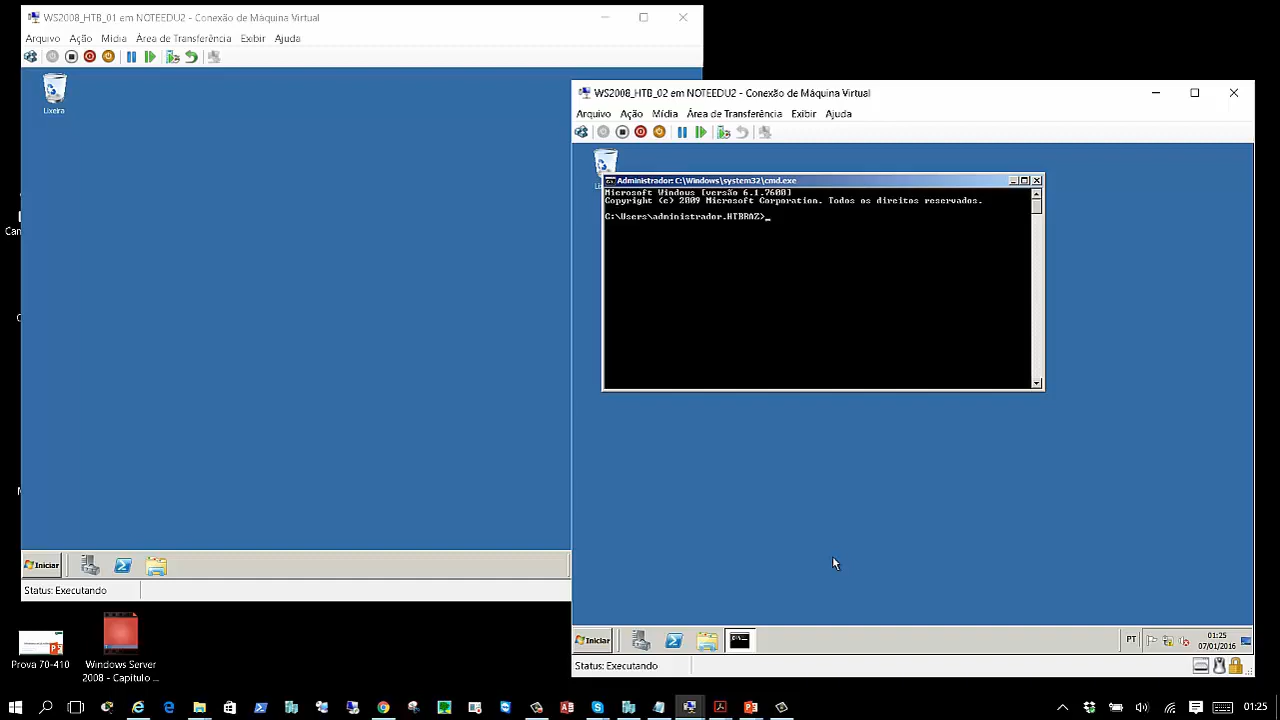 WS2008_HTB_01 em NOTEEDU2 - Conexão de Máquina Virtual
Arquivo Ação Mídia Área de Transferência Exibir Ajuda
Lixeira
WS2008_HTB_02 em NOTEEDU2 - Conexão de Máquina Virtual
Arquivo Ação Mídia Área de Transferência Exibir Ajuda
Administrador: C:\Windows\system32\cmd.exe
Microsoft Windows [versão 6.1.7600]
Copyright (c) 2009 Microsoft Corporation. Todos os direitos reservados.
C:\Users\administrador.HTBRAZ>_
Iniciar
Status: Executando
Iniciar
PT
01:25
07/01/2016
Status: Executando
Prova 70-410
Windows Server
2008 - Capitulo ...
01:25